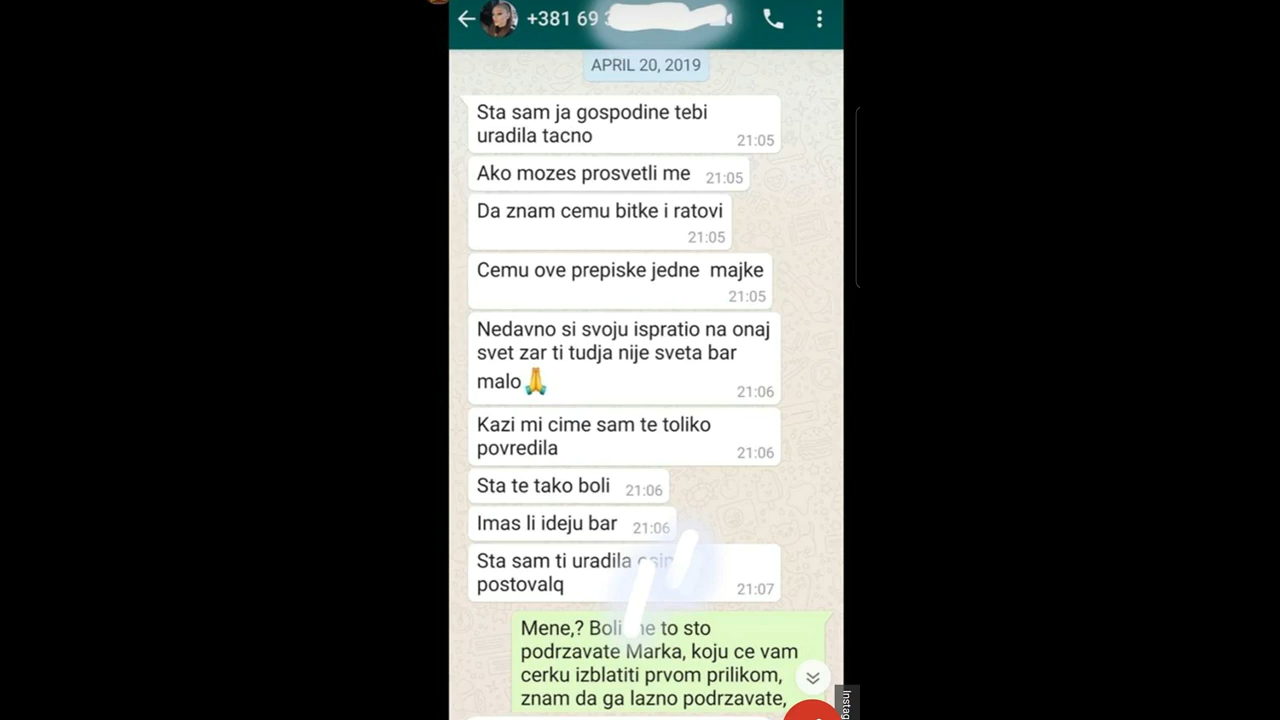 +381 69
APRIL 20, 2019
Sta sam ja gospodine tebi
uradila tacno
21:05
Ako mozes prosvetli me 21:05
Da znam cemu bitke i ratovi
21:05
Cemu ove prepiske jedne majke
21:05
Nedavno si svoju ispratio na onaj
svet zar ti tudja nije sveta bar
malo🙏
21:06
Kazi mi cime sam te toliko
povredila
21:06
Sta te tako boli 21:06
Imas li ideju bar 21:06
Sta sam ti uradila
postovalq
21:07
Mene,? Boli me to sto
podrzavate Marka, koju ce vam
cerku izblatiti prvom prilikom,
znam da ga lazno podrzavate,